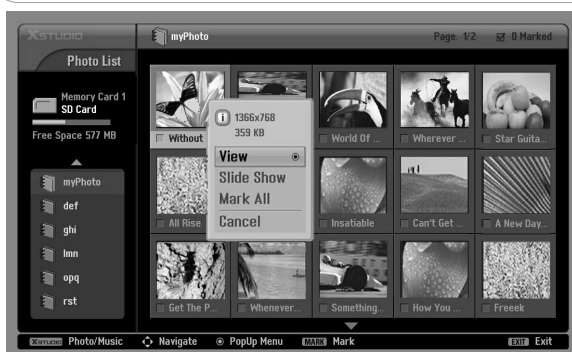 XSTUDIO
myPhoto
Page. 1/2
0 Marked
Photo List
Memory Card 1
SD Card
Free Space 577 MB
myPhoto
def
ghi
lmn
opq
rst
1366x768
359 KB
View
Slide Show
Mark All
Cancel
Without
World Of ...
Wherever ...
Star Guita...
All Rise
Insatiable
Can't Get ...
A New Day...
Get The P...
Whenever...
Something...
How You ...
Freeek
XSTUDIO Photo/Music
Navigate
PopUp Menu
MARK Mark
EXIT Exit